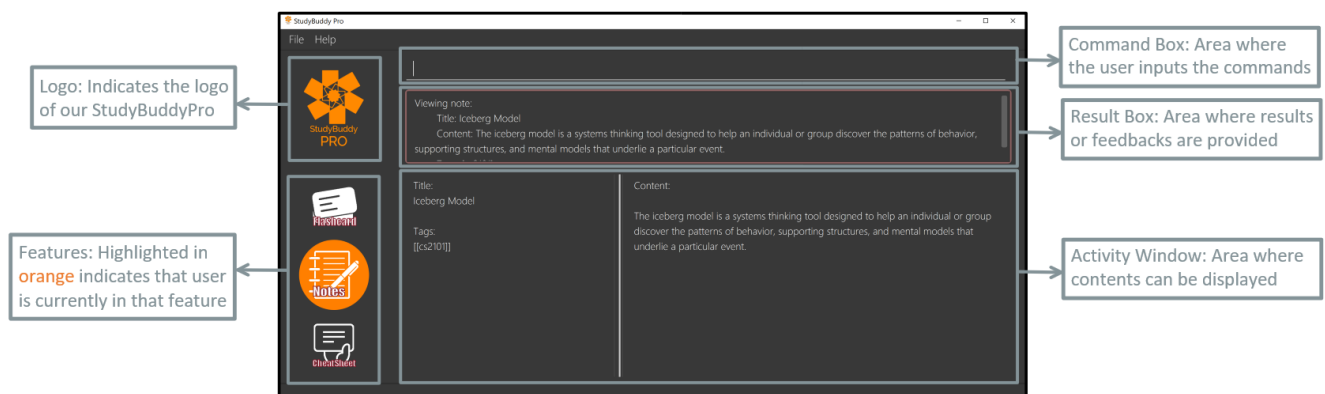 StudyBuddy Pro
File Help
Logo: Indicates the logo
of our StudyBuddyPro
StudyBuddy
PRO
Features: Highlighted in
orange indicates that user
is currently in that feature
Flashcard
Notes
CheatSheet
Viewing note:
Title: Iceberg Model
Content: The iceberg model is a systems thinking tool designed to help an individual or group discover the patterns of behavior,
supporting structures, and mental models that underlie a particular event.
Title:
Iceberg Model
Tags:
[[cs2101]]
Content:
The iceberg model is a systems thinking tool designed to help an individual or group
discover the patterns of behavior, supporting structures, and mental models that
underlie a particular event.
Command Box: Area where
the user inputs the commands
Result Box: Area where results
or feedbacks are provided
Activity Window: Area where
contents can be displayed